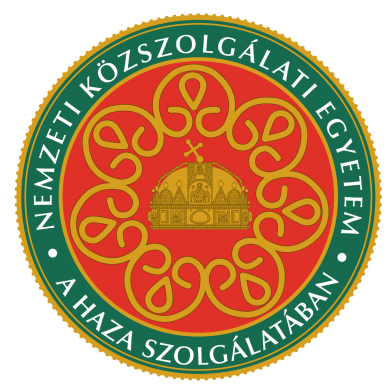 NEMZETI KÖZSZOLGÁLATI EGYETEM
A HAZA SZOLGÁLATÁBAN